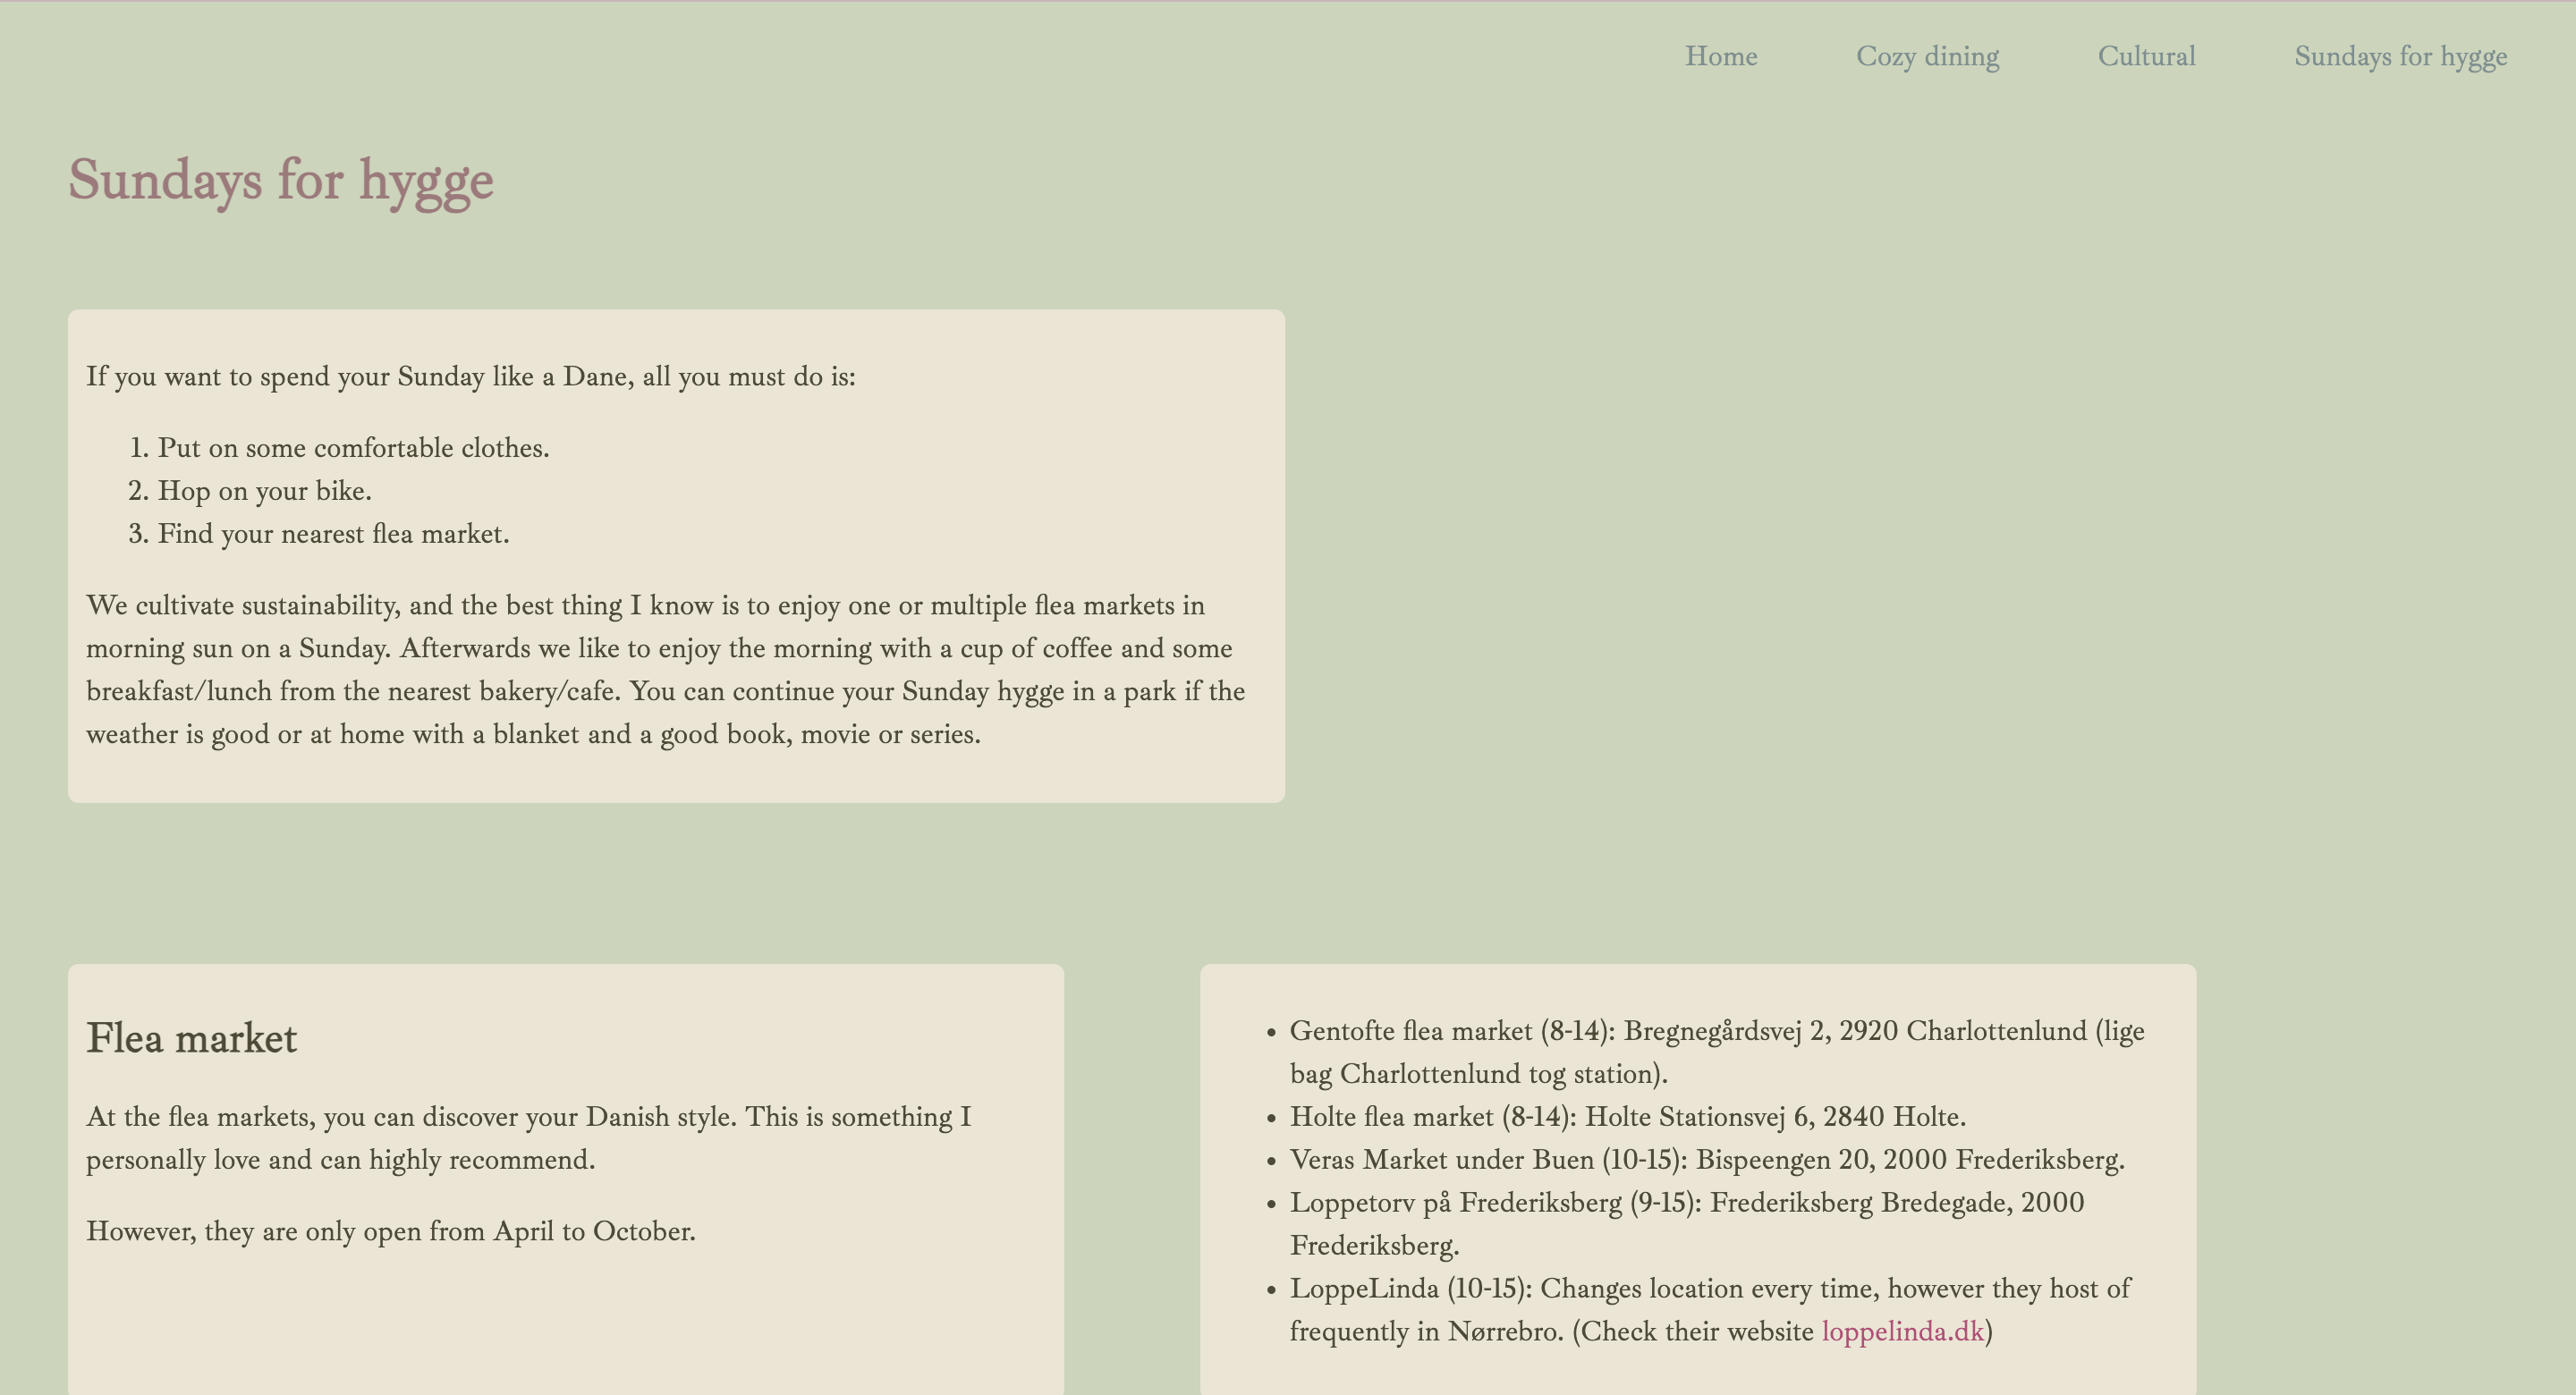 Home Cozy dining Cultural Sundays for hygge
Sundays for hygge
If you want to spend your Sunday like a Dane, all you must do is:
1. Put on some comfortable clothes.
2. Hop on your bike.
3. Find your nearest flea market.
We cultivate sustainability, and the best thing I know is to enjoy one or multiple flea markets in
morning sun on a Sunday. Afterwards we like to enjoy the morning with a cup of coffee and some
breakfast/lunch from the nearest bakery/cafe. You can continue your Sunday hygge in a park if the
weather is good or at home with a blanket and a good book, movie or series.
Flea market
At the flea markets, you can discover your Danish style. This is something I
personally love and can highly recommend.
However, they are only open from April to October.
• Gentofte flea market (8-14): Bregnegårdsvej 2, 2920 Charlottenlund (lige
bag Charlottenlund tog station).
• Holte flea market (8-14): Holte Stationsvej 6, 2840 Holte.
• Veras Market under Buen (10-15): Bispeengen 20, 2000 Frederiksberg.
• Loppetorv på Frederiksberg (9-15): Frederiksberg Bredegade, 2000
Frederiksberg.
• LoppeLinda (10-15): Changes location every time, however they host of
frequently in Nørrebro. (Check their website loppelinda.dk)